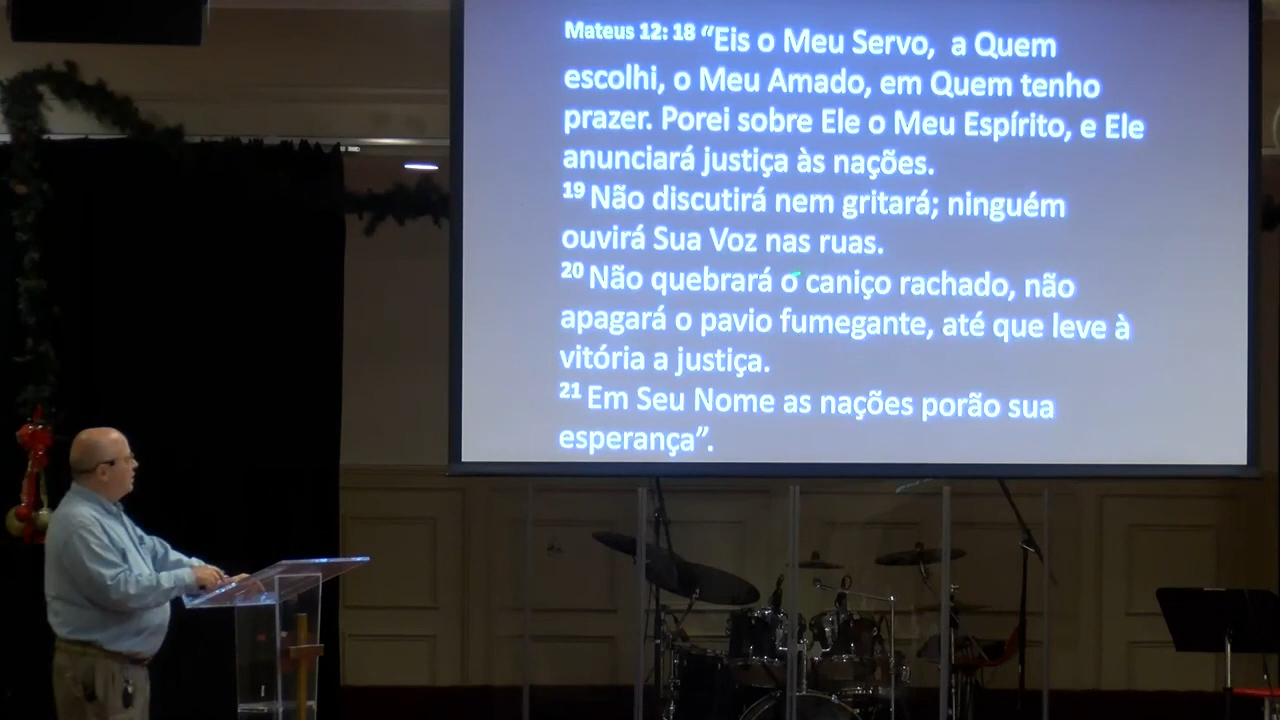 Mateus 12: 18 “Eis o Meu Servo, a Quem
escolhi, o Meu Amado, em Quem tenho
prazer. Porei sobre Ele o Meu Espírito, e Ele
anunciará justiça às nações.
19 Não discutirá nem gritará; ninguém
ouvirá Sua Voz nas ruas.
20 Não quebrará o caniço rachado, não
apagará o pavio fumegante, até que leve à
vitória a justiça.
21 Em Seu Nome as nações porão sua
esperança”.